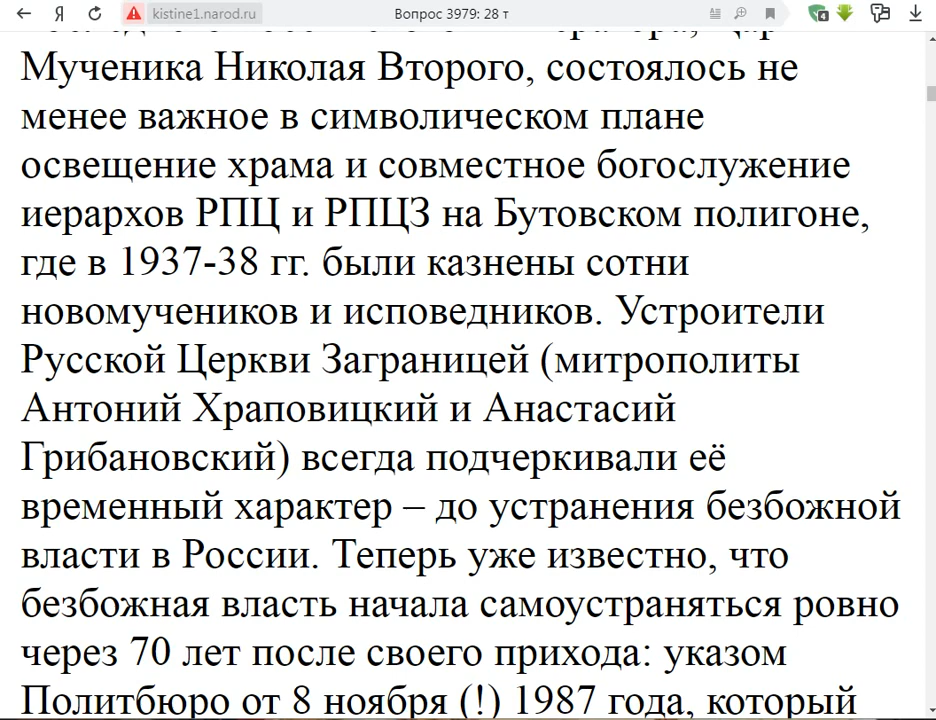 kistine1.narod.ru
Вопрос 3979: 28 т
4
Мученика Николая Второго, состоялось не
менее важное в символическом плане
освещение храма и совместное богослужение
иерархов РПЦ и РПЦЗ на Бутовском полигоне,
где в 1937-38 гг. были казнены сотни
новомучеников и исповедников. Устроители
Русской Церкви Заграницей (митрополиты
Антоний Храповицкий и Анастасий
Грибановский) всегда подчеркивали её
временный характер – до устранения безбожной
власти в России. Теперь уже известно, что
безбожная власть начала самоустраняться ровно
через 70 лет после своего прихода: указом
Политбюро от 8 ноября (!) 1987 года, который